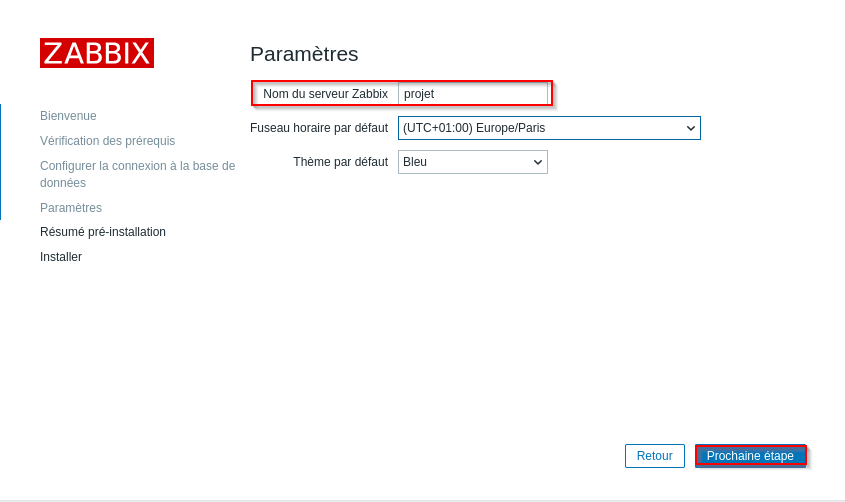 ZABBIX
Bienvenue
Vérification des prérequis
Configurer la connexion à la base de
données
Paramètres
Résumé pré-installation
Installer
Paramètres
Nom du serveur Zabbix projet
Fuseau horaire par défaut (UTC+01:00) Europe/Paris
Thème par défaut Bleu
Retour Prochaine étape